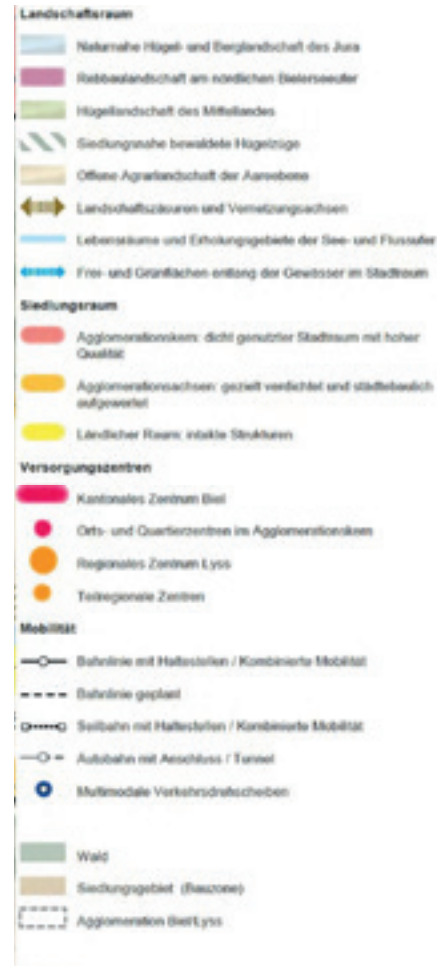 Landschaftsraum
Naturnahe Hügel- und Berglandschaft des Jura
Rebbaulandschaft am nördlichen Bielerseeufer
Hügellandschaft des Mittellandes
Siedlungsnahe bewaldete Hügelzüge
Offene Agrarlandschaft der Aareebene
Landschaftszäsuren und Vernetzungsachsen
Lebensräume und Erholungsgebiete der See- und Flussufer
Frei- und Grünflächen entlang der Gewässer im Stadtraum
Siedlungsraum
Agglomerationskern: dicht genutzter Stadtraum mit hoher
Qualität
Agglomerationsachsen: gezielt verdichtet und städtebaulich
aufgewertet
Ländlicher Raum: intakte Strukturen
Versorgungszentren
Kantonales Zentrum Biel
Orts- und Quartierzentren im Agglomerationskern
Regionales Zentrum Lyss
Teilregionale Zentren
Mobilität
Bahnlinie mit Haltestellen / Kombinierte Mobilität
Bahnlinie geplant
Seilbahn mit Haltestellen / Kombinierte Mobilität
Autobahn mit Anschluss / Tunnel
Multimodale Verkehrsdrehscheiben
Wald
Siedlungsgebiet (Bauzone)
Agglomeration Biel/Lyss